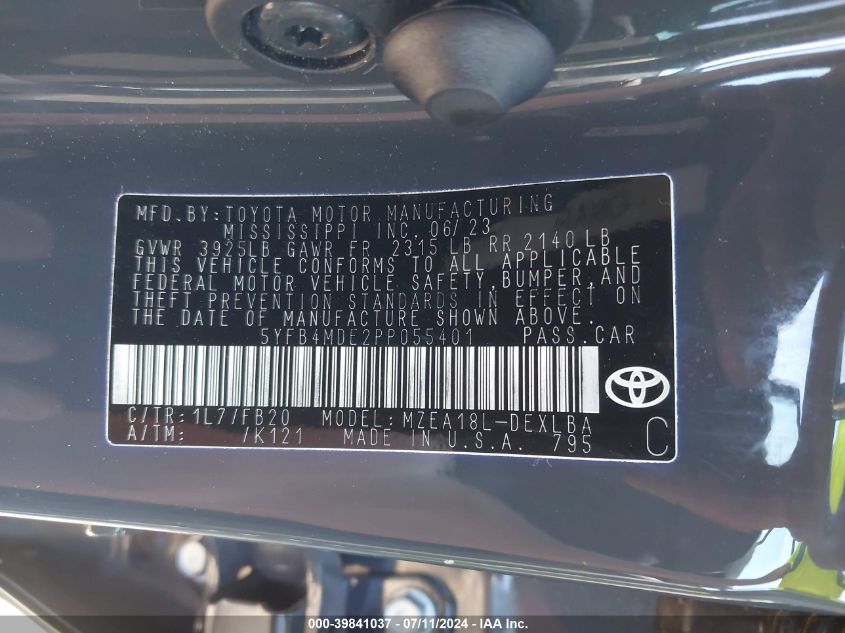 MFD.BY:TOYOTA MOTOR MANUFACTURING
MISSISSIPPI INC. 06/23
GVWR 3925LB GAWR FR 2315 LB RR 2140 LB
THIS VEHICLE CONFORMS TO ALL APPLICABLE
FEDERAL MOTOR VEHICLE SAFETY, BUMPER, AND
THEFT PREVENTION STANDARDS IN EFFECT ON
THE DATE OF MANUFACTURE SHOWN ABOVE.
5YFB4MDE2PP055401 PASS.CAR
C/TR:1L7/FB20 MODEL:MZEA18L-DEXLBA
A/TM: /K121 MADE IN U.S.A. 795
C
000-39841037 - 07/11/2024 - 000-IAA